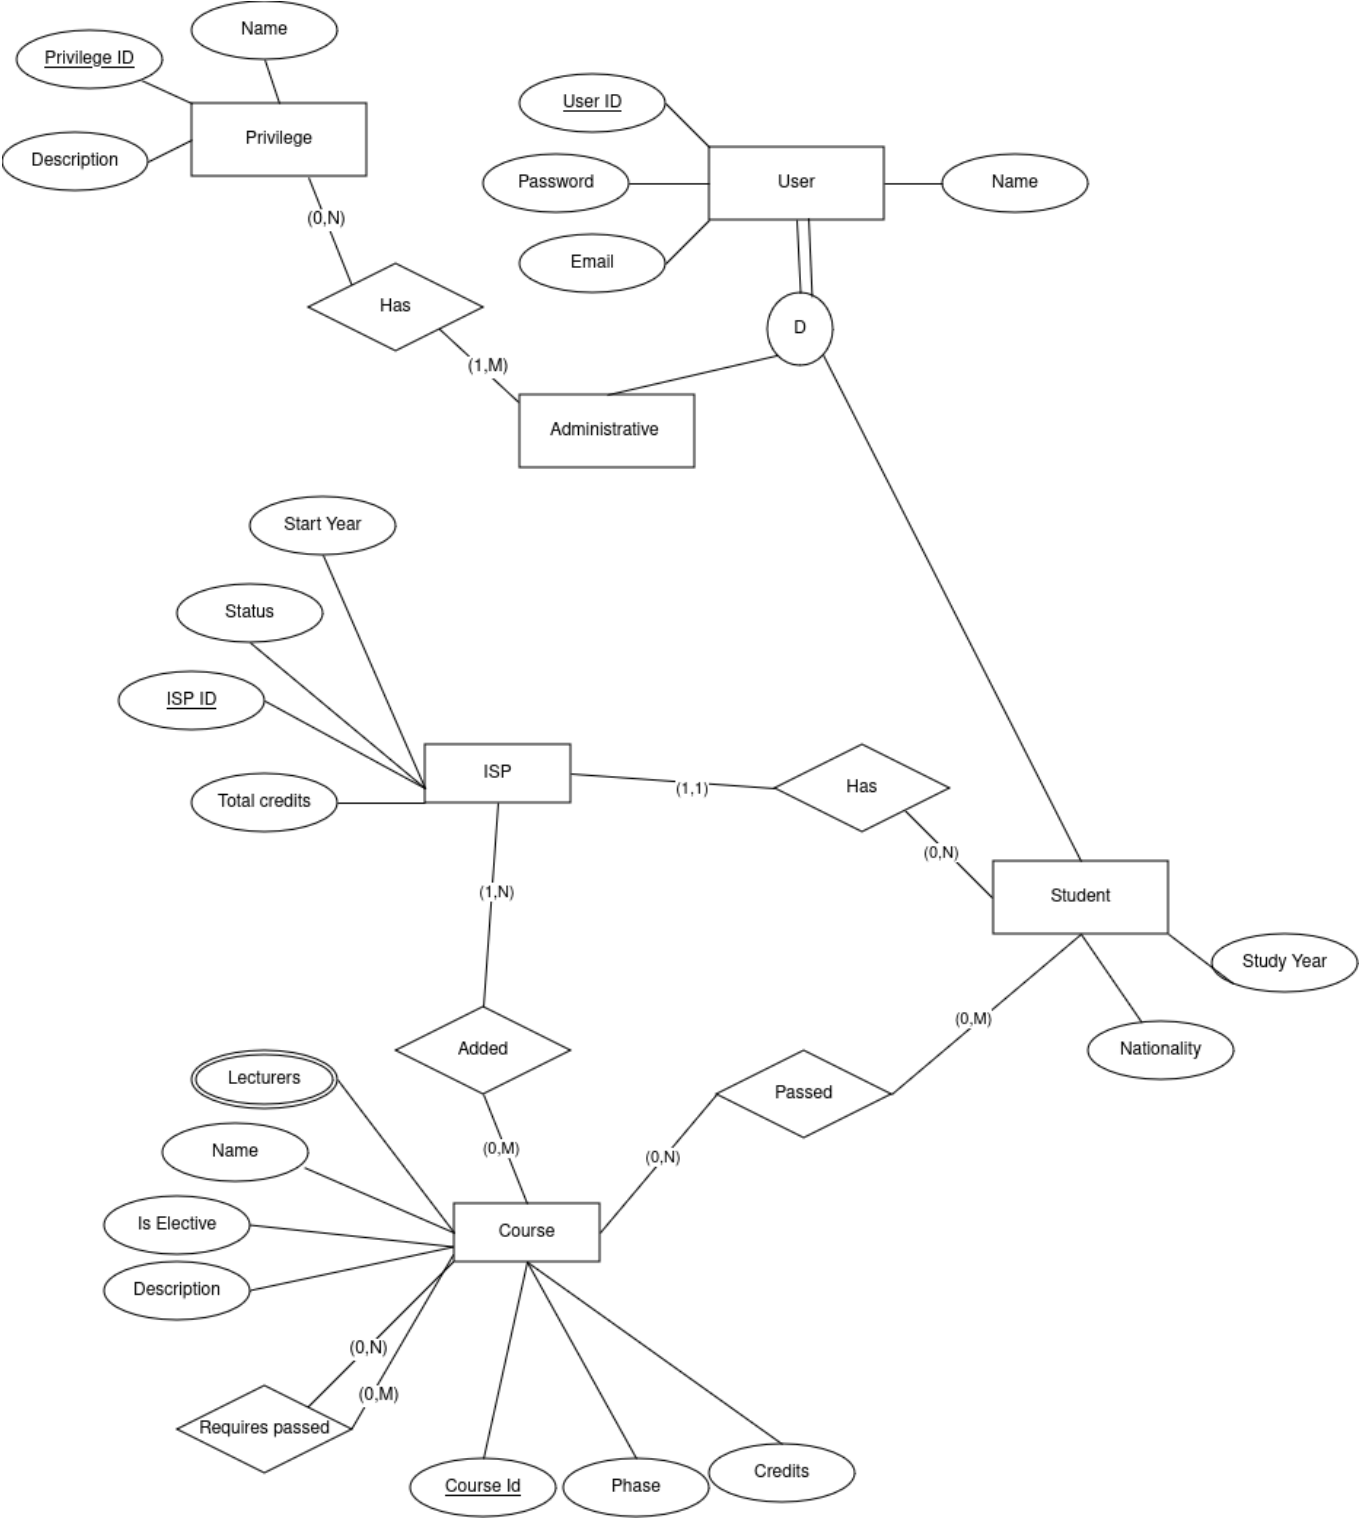 Name
Privilege ID
Privilege
Description
(0,N)
Has
(1,M)
User ID
Password
User
Name
Email
D
Administrative
Start Year
Status
ISP ID
ISP
Total credits
(1,1)
Has
(0,N)
Student
(1,N)
Study Year
(0,M)
Nationality
Added
Lecturers
Passed
Name
(0,M)
(0,N)
Is Elective
Course
Description
(0,N)
(0,M)
Requires passed
Course Id
Phase
Credits